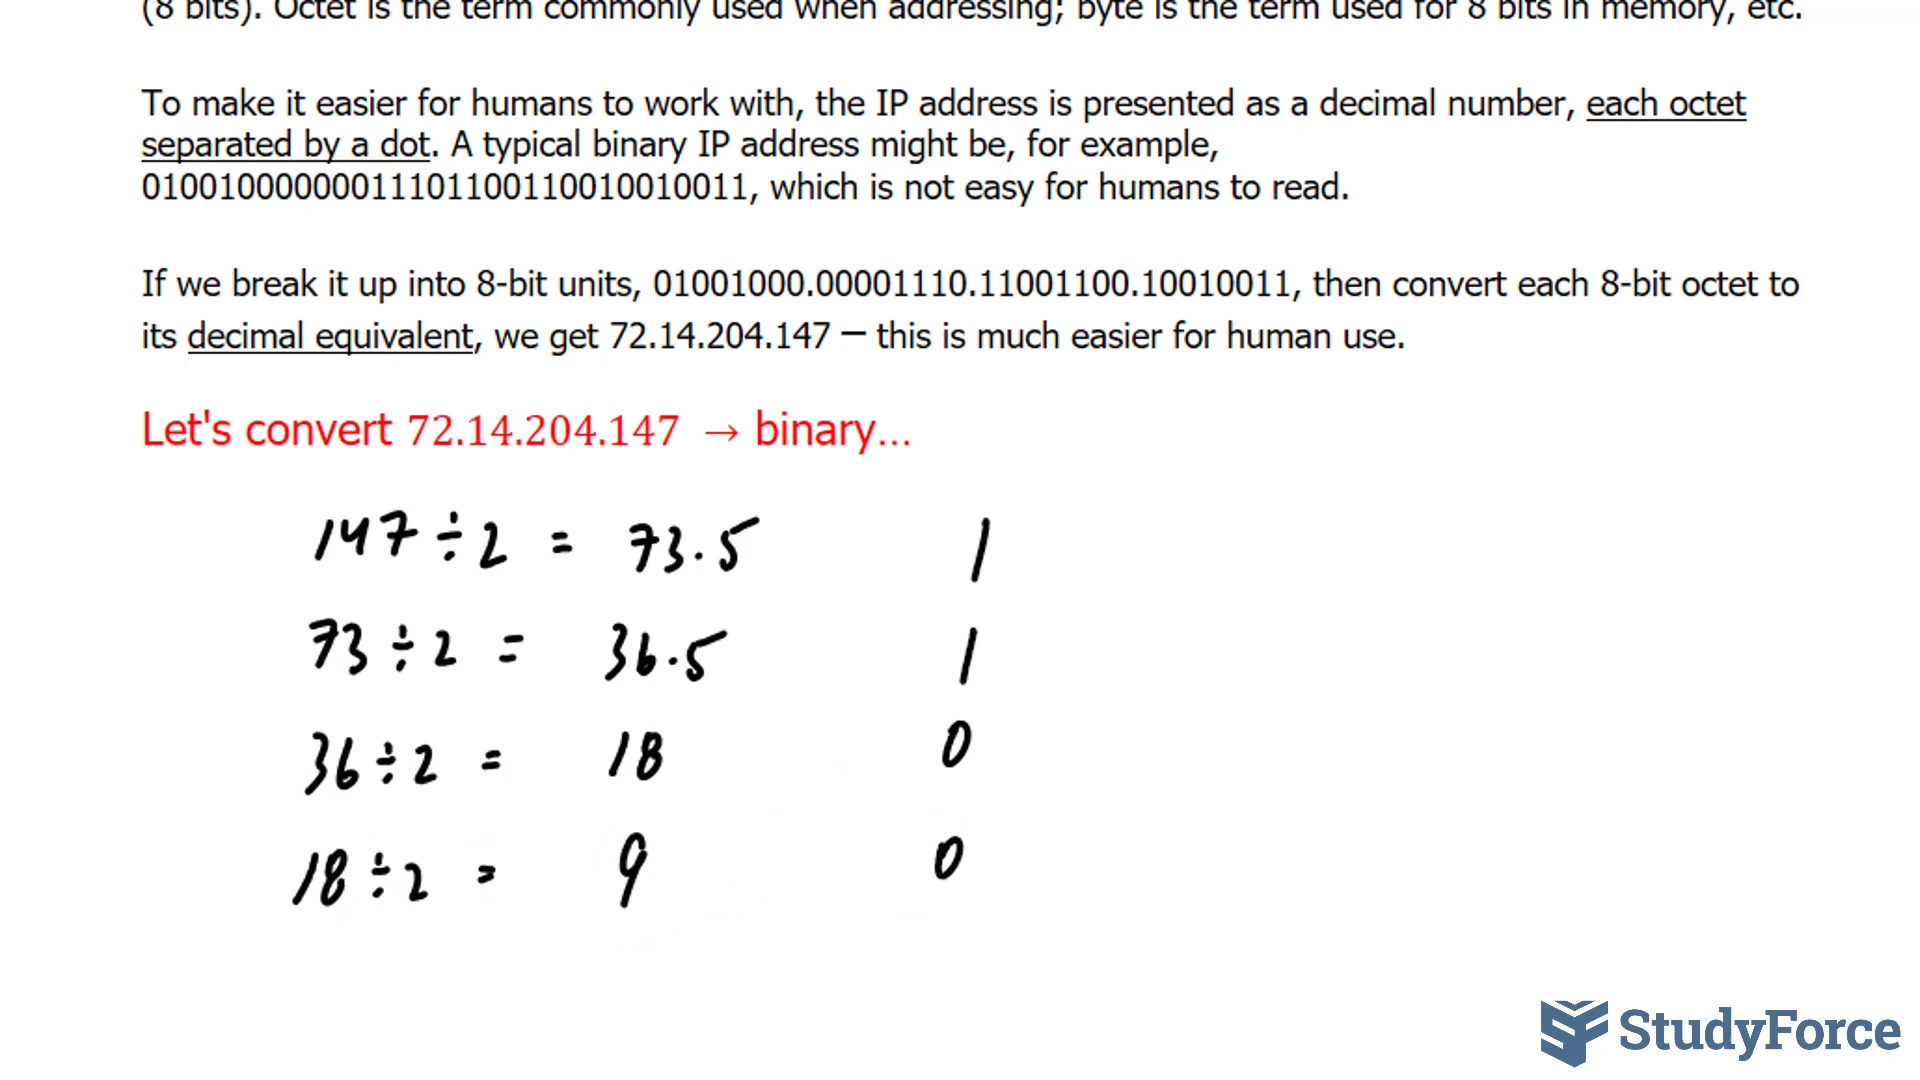 (8 bits). Octet is the term commonly used when addressing; byte is the term used for 8 bits in memory, etc.
To make it easier for humans to work with, the IP address is presented as a decimal number, each octet
separated by a dot. A typical binary IP address might be, for example,
01001000000011101100110010010011, which is not easy for humans to read.
If we break it up into 8-bit units, 01001000.00001110.11001100.10010011, then convert each 8-bit octet to
its decimal equivalent, we get 72.14.204.147 — this is much easier for human use.
Let's convert 72.14.204.147 → binary...
147 ÷ 2 = 73.5 1
73 ÷ 2 = 36.5 1
36 ÷ 2 = 18 0
18 ÷ 2 = 9 0
StudyForce